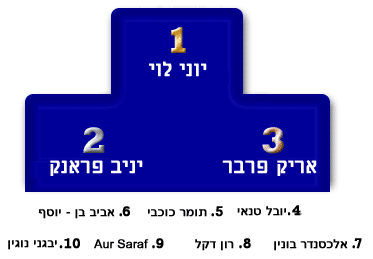 1
יוני לוי
2 3
יניב פראנק אריק פרבר
4.יובל טנאי 5. תומר כוכבי 6. אביב בן - יוסף
7. אלכסנדר בונין 8. רון דקל 9. Aur Saraf 10.יבגני נוגין